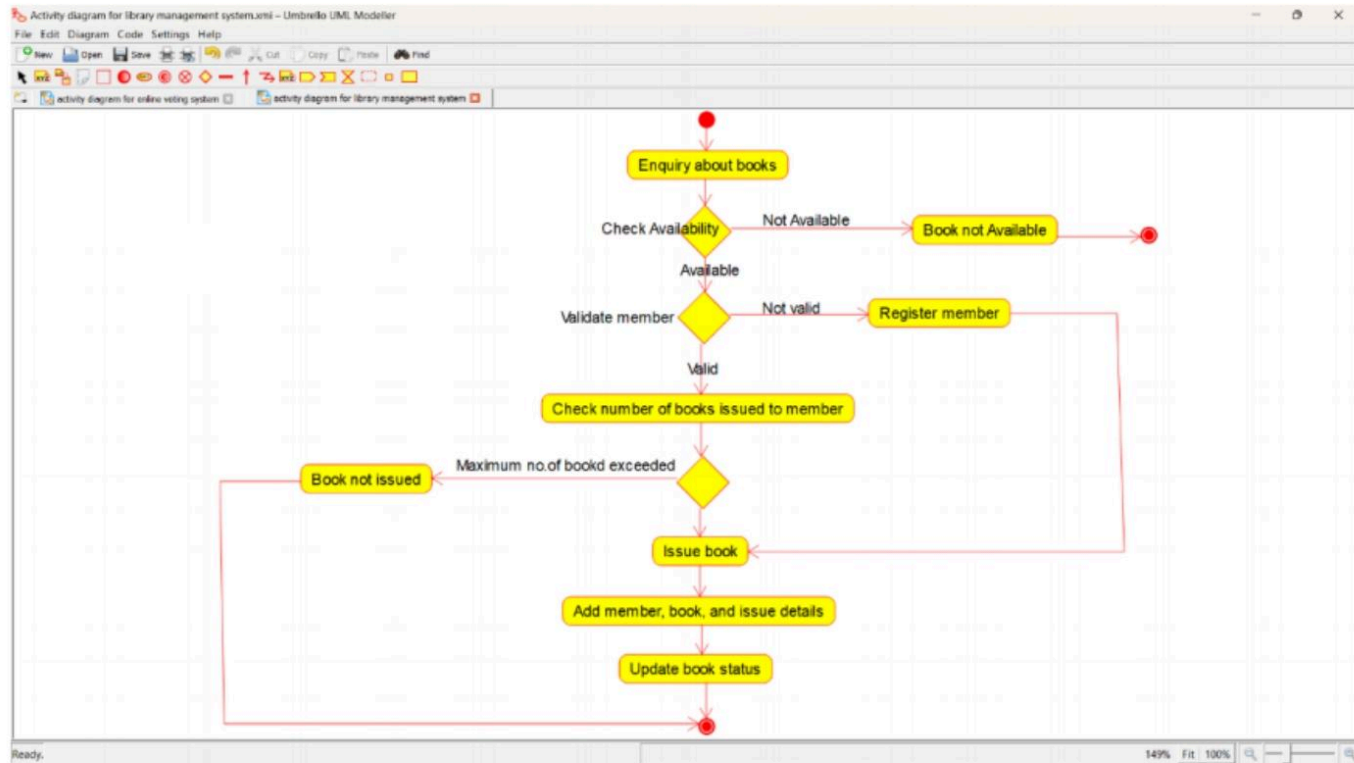 Activity diagram for library management system.xmi – Umbrello UML Modeller
File Edit Diagram Code Settings Help
New Open Save Cut Copy Paste Find
activity diagram for online voting system activity diagram for library management system
Enquiry about books
Check Availability
Not Available
Book not Available
Available
Validate member
Not valid
Register member
Valid
Check number of books issued to member
Maximum no.of bookd exceeded
Book not issued
Issue book
Add member, book, and issue details
Update book status
Ready.
149% Fit 100%